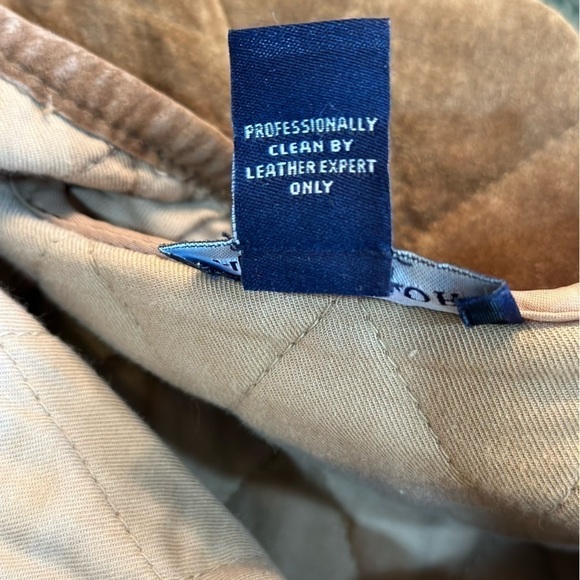 PROFESSIONALLY
CLEAN BY
LEATHER EXPERT
ONLY